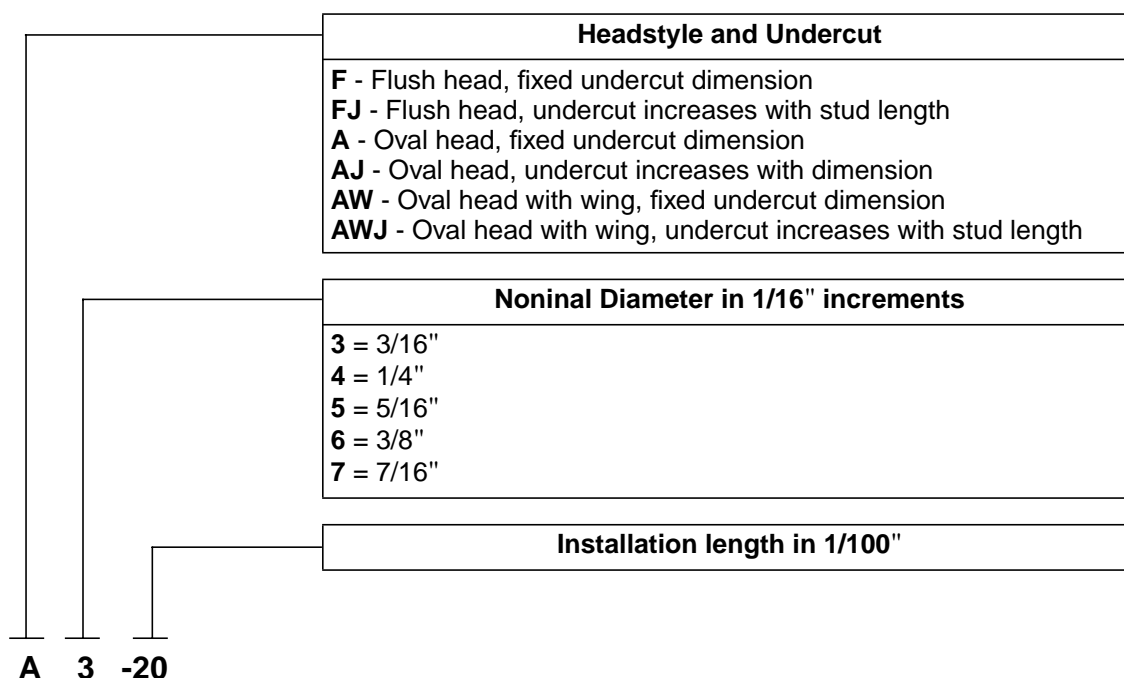 Headstyle and Undercut
F - Flush head, fixed undercut dimension
FJ - Flush head, undercut increases with stud length
A - Oval head, fixed undercut dimension
AJ - Oval head, undercut increases with dimension
AW - Oval head with wing, fixed undercut dimension
AWJ - Oval head with wing, undercut increases with stud length
Noninal Diameter in 1/16" increments
3 = 3/16"
4 = 1/4"
5 = 5/16"
6 = 3/8"
7 = 7/16"
Installation length in 1/100"
A 3 -20